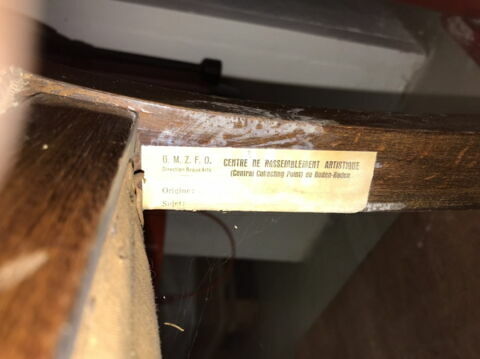 G. M. Z. F. O. CENTRE DE RASSEMBLEMENT ARTISTIQUE
Direction Beaux Arts (Central Collecting Point) de Baden-Baden
Origine:
Sujet: